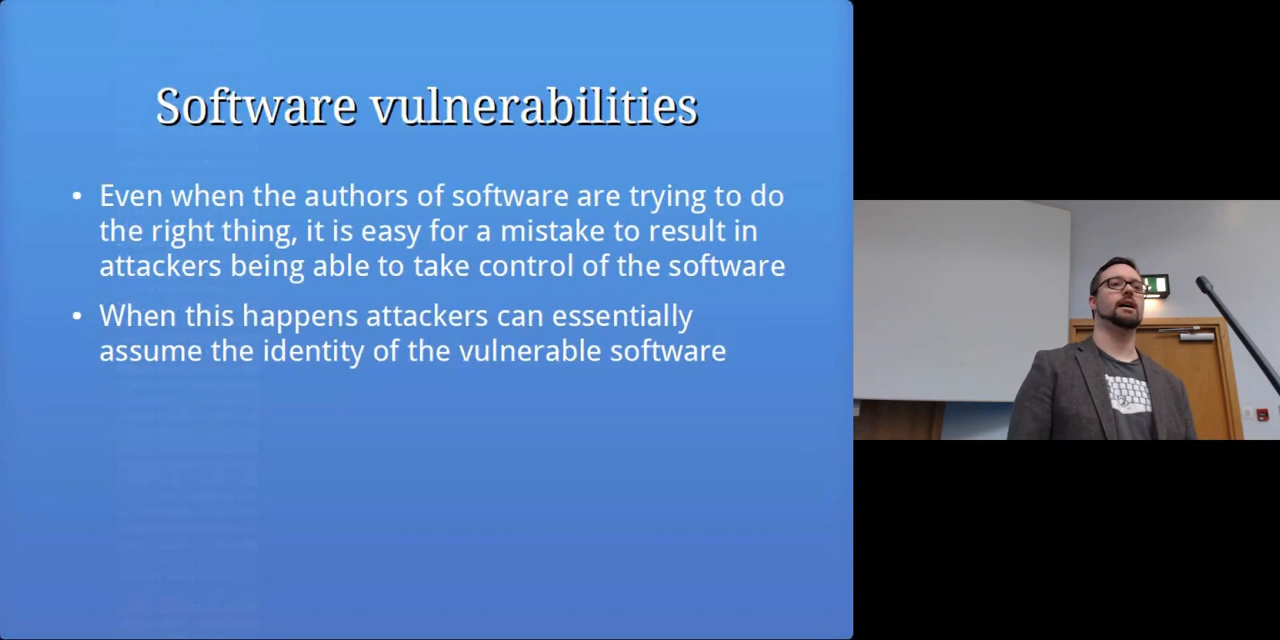 Software vulnerabilities
• Even when the authors of software are trying to do
the right thing, it is easy for a mistake to result in
attackers being able to take control of the software
• When this happens attackers can essentially
assume the identity of the vulnerable software